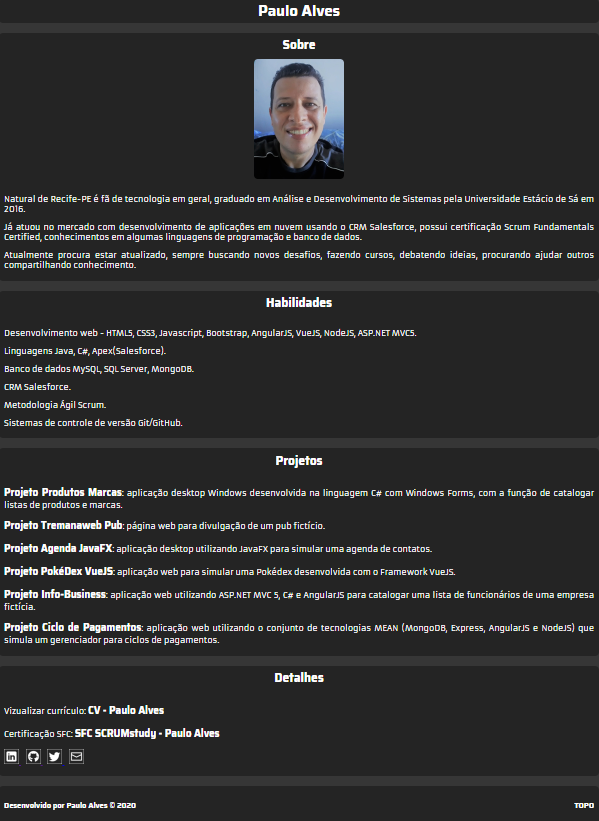 Paulo Alves
Sobre
Natural de Recife-PE é fã de tecnologia em geral, graduado em Análise e Desenvolvimento de Sistemas pela Universidade Estácio de Sá em
2016.
Já atuou no mercado com desenvolvimento de aplicações em nuvem usando o CRM Salesforce, possui certificação Scrum Fundamentals
Certified, conhecimentos em algumas linguagens de programação e banco de dados.
Atualmente procura estar atualizado, sempre buscando novos desafios, fazendo cursos, debatendo ideias, procurando ajudar outros
compartilhando conhecimento.
Habilidades
Desenvolvimento web - HTML5, CSS3, Javascript, Bootstrap, AngularJS, VueJS, NodeJS, ASP.NET MVC5.
Linguagens Java, C#, Apex(Salesforce).
Banco de dados MySQL, SQL Server, MongoDB.
CRM Salesforce.
Metodologia Ágil Scrum.
Sistemas de controle de versão Git/GitHub.
Projetos
Projeto Produtos Marcas: aplicação desktop Windows desenvolvida na linguagem C# com Windows Forms, com a função de catalogar
listas de produtos e marcas.
Projeto Tremanaweb Pub: página web para divulgação de um pub fictício.
Projeto Agenda JavaFX: aplicação desktop utilizando JavaFX para simular uma agenda de contatos.
Projeto PokéDex VueJS: aplicação web para simular uma Pokédex desenvolvida com o Framework VueJS.
Projeto Info-Business: aplicação web utilizando ASP.NET MVC 5, C# e AngularJS para catalogar uma lista de funcionários de uma empresa
fictícia.
Projeto Ciclo de Pagamentos: aplicação web utilizando o conjunto de tecnologias MEAN (MongoDB, Express, AngularJS e NodeJS) que
simula um gerenciador para ciclos de pagamentos.
Detalhes
Vizualizar currículo: CV - Paulo Alves
Certificação SFC: SFC SCRUMstudy - Paulo Alves
Desenvolvido por Paulo Alves © 2020 TOPO